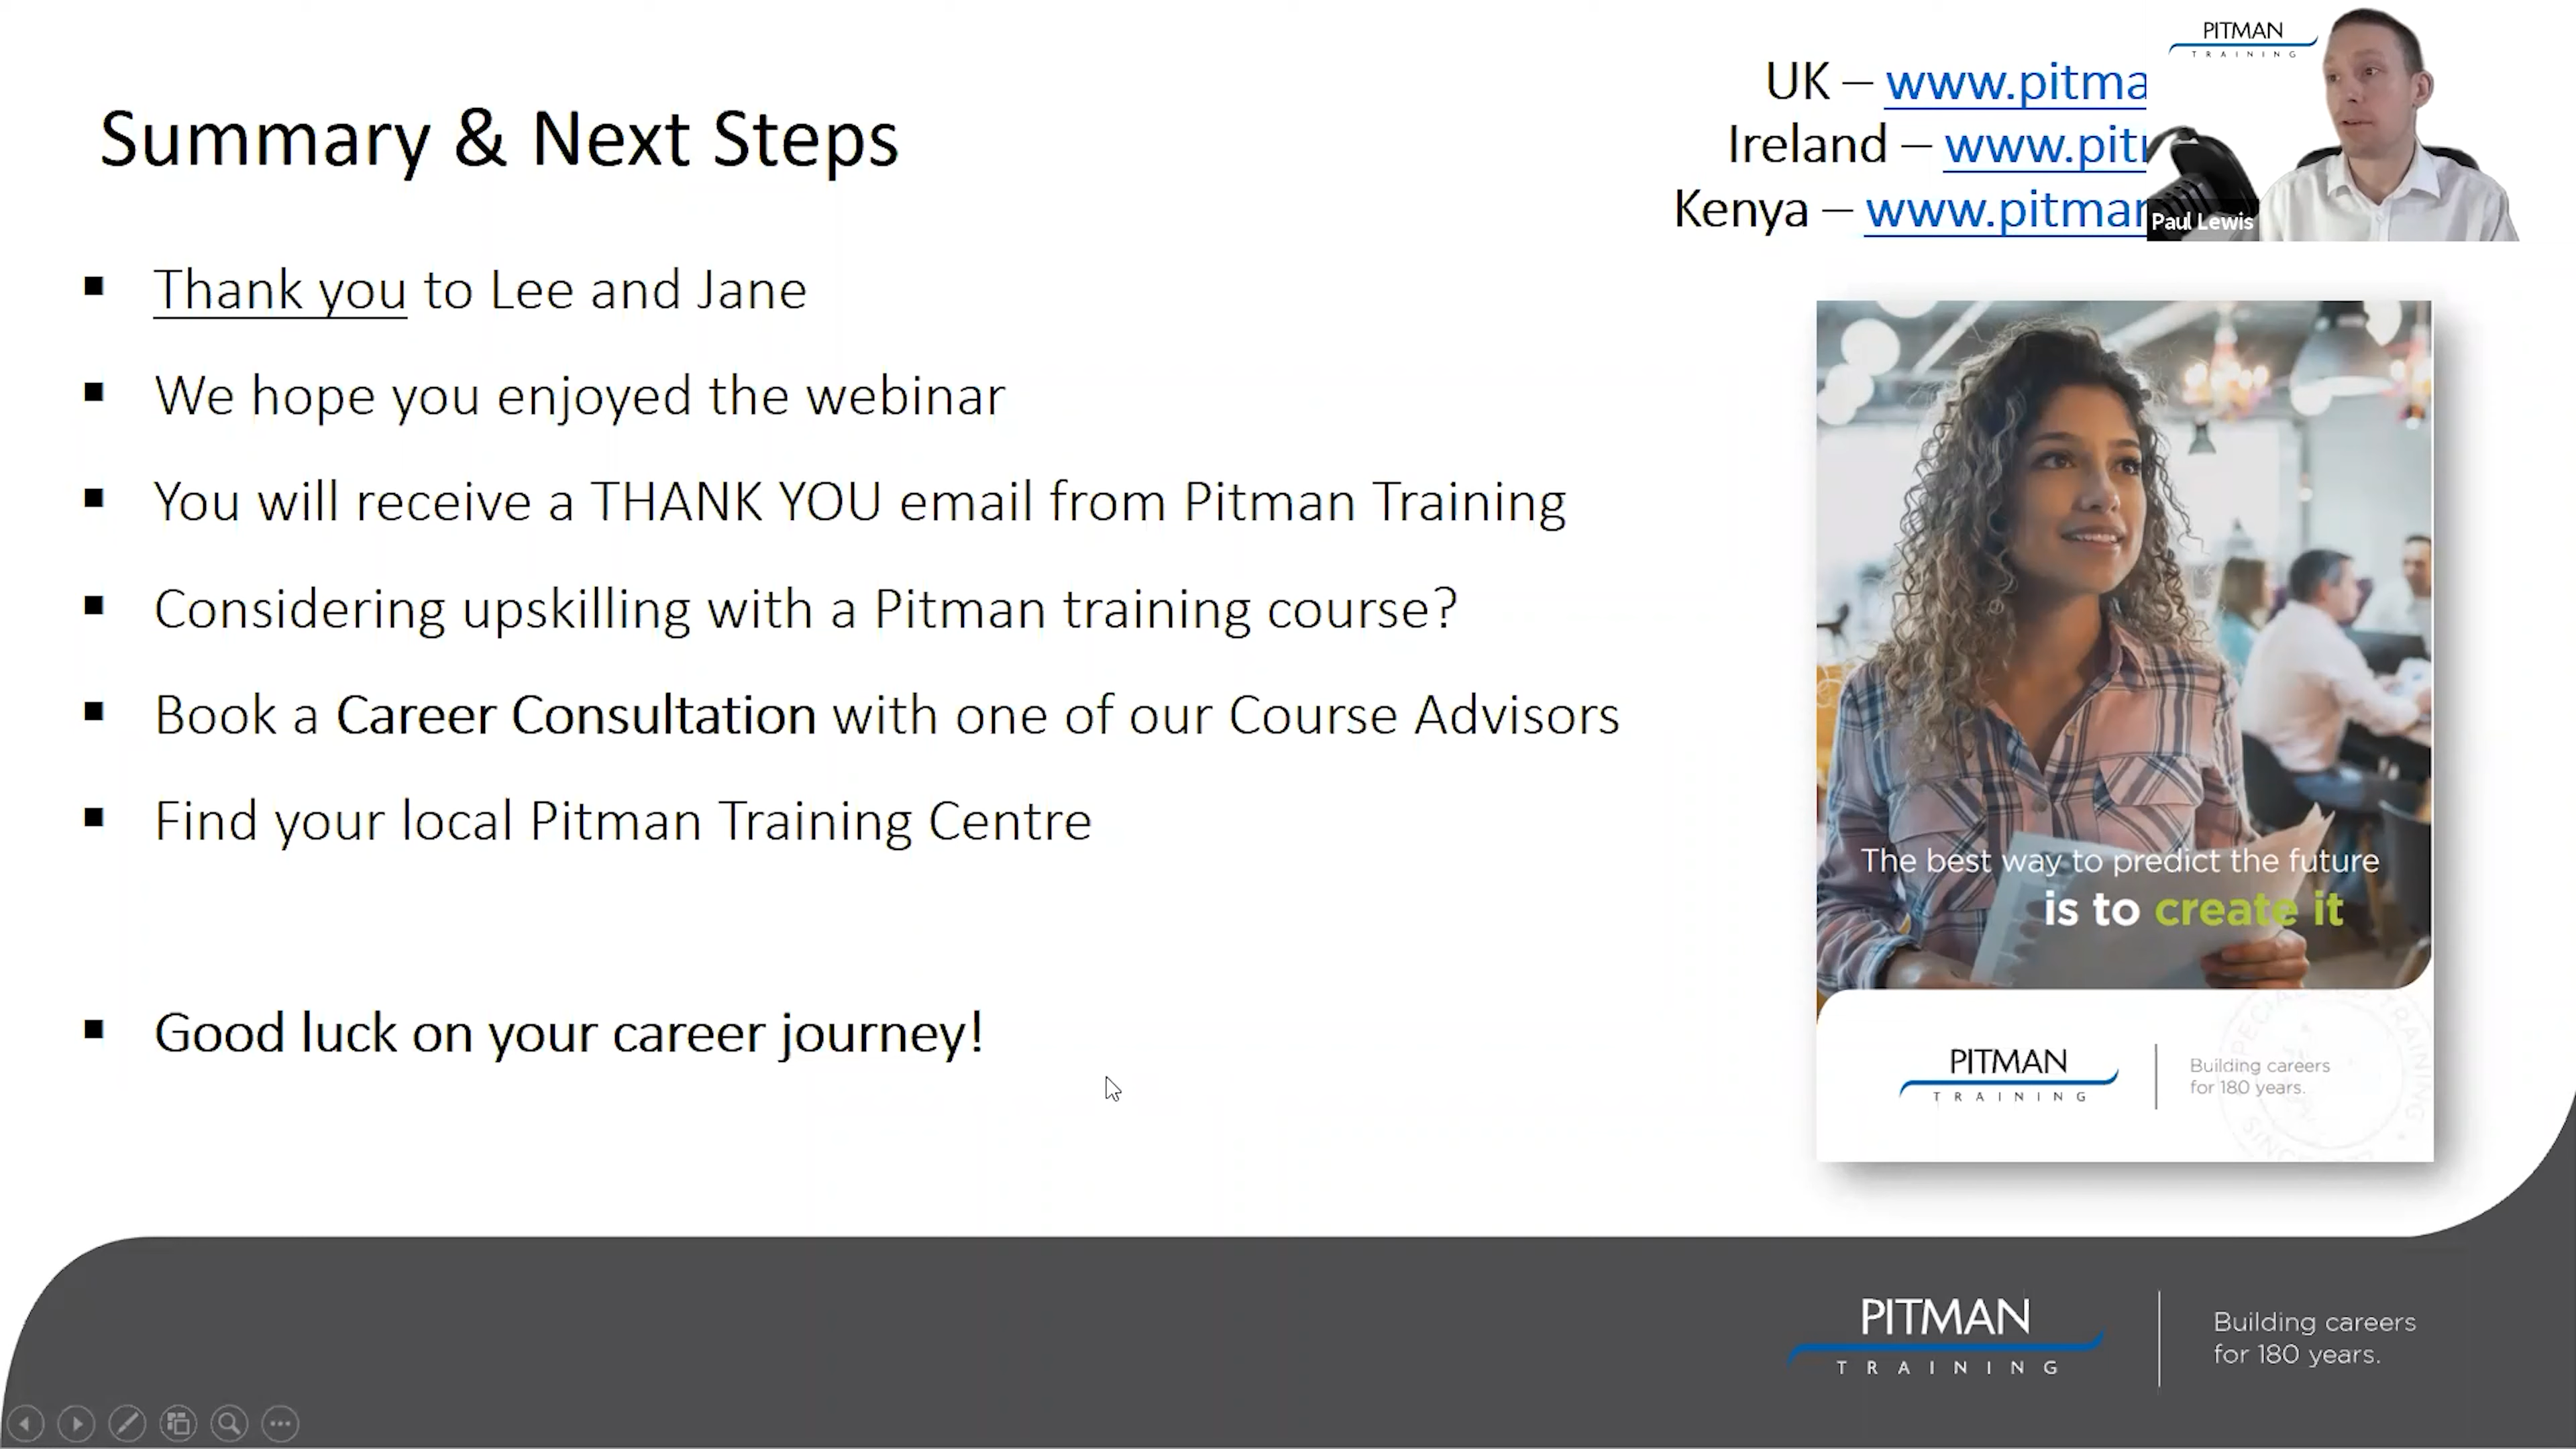 Summary & Next Steps
UK – www.pitma
Ireland – www.pit
Kenya – www.pitman
PITMAN
TRAINING
Paul Lewis
Thank you to Lee and Jane
We hope you enjoyed the webinar
You will receive a THANK YOU email from Pitman Training
Considering upskilling with a Pitman training course?
Book a Career Consultation with one of our Course Advisors
Find your local Pitman Training Centre
Good luck on your career journey!
The best way to predict the future
is to create it
PITMAN
TRAINING
Building careers
for 180 years.
PITMAN
TRAINING
Building careers
for 180 years.